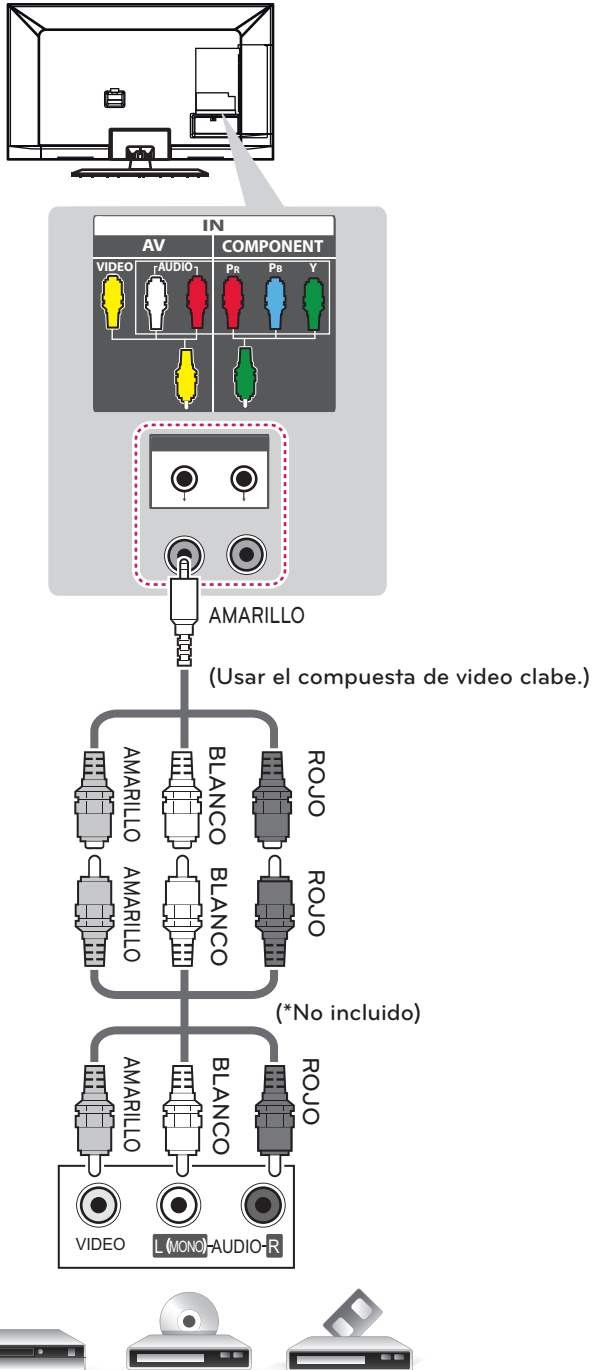 IN
AV COMPONENT
VIDEO AUDIO PR PB Y
AMARILLO
(Usar el compuesta de video clabe.)
AMARILLO BLANCO ROJO
AMARILLO BLANCO ROJO
(*No incluido)
AMARILLO BLANCO ROJO
VIDEO L(MONO)-AUDIO-R